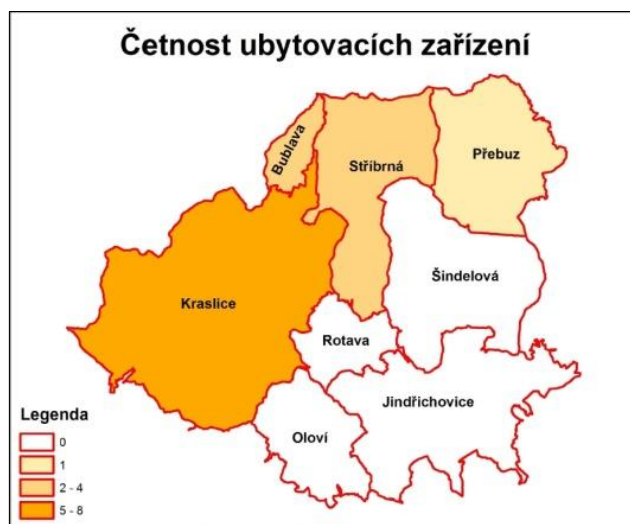 Četnost ubytovacích zařízení
Bublava
Stříbrná
Přebuz
Šindelová
Kraslice
Rotava
Jindřichovice
Oloví
Legenda
0
1
2 - 4
5 - 8